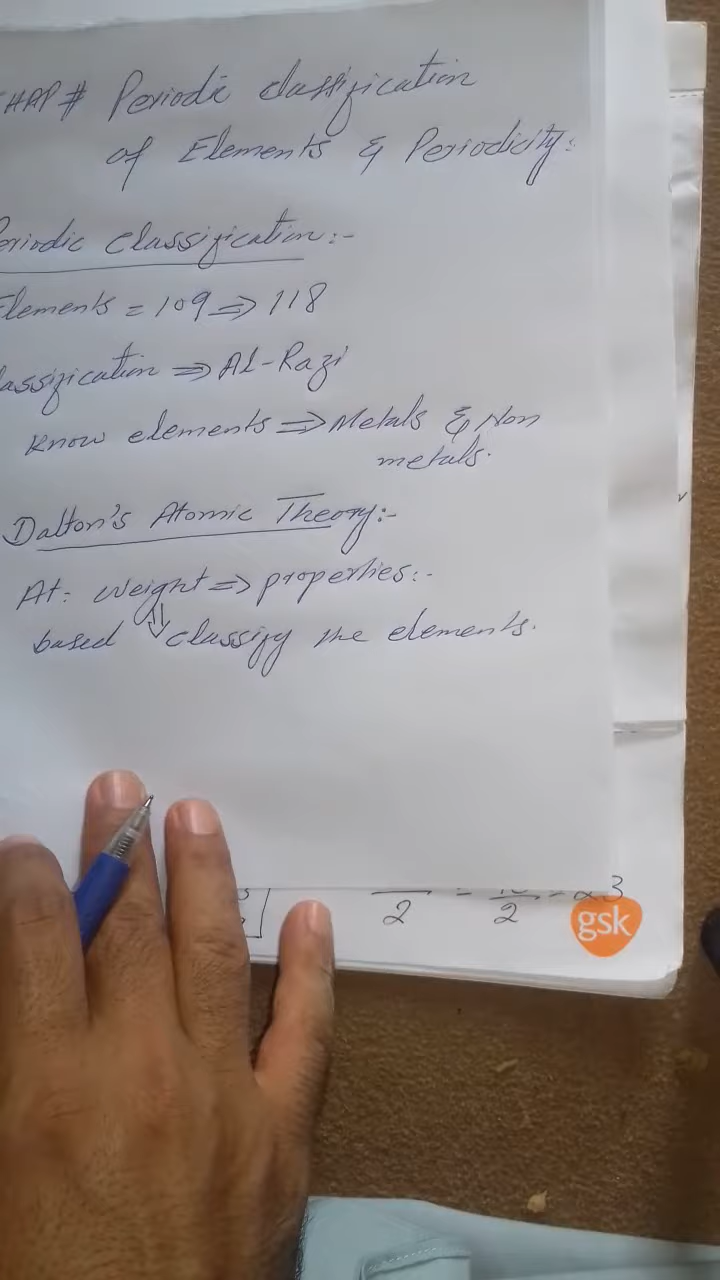 CHAP # Periodic classification
of Elements & Periodicity:
Periodic classification:-
Elements = 109 ⇒ 118
classification ⇒ Al-Razi
Know elements ⇒ Metals & Non
metals.
Dalton's Atomic Theory:-
At: weight ⇒ properties:-
based ⇓ classify the elements.
2 2
gsk